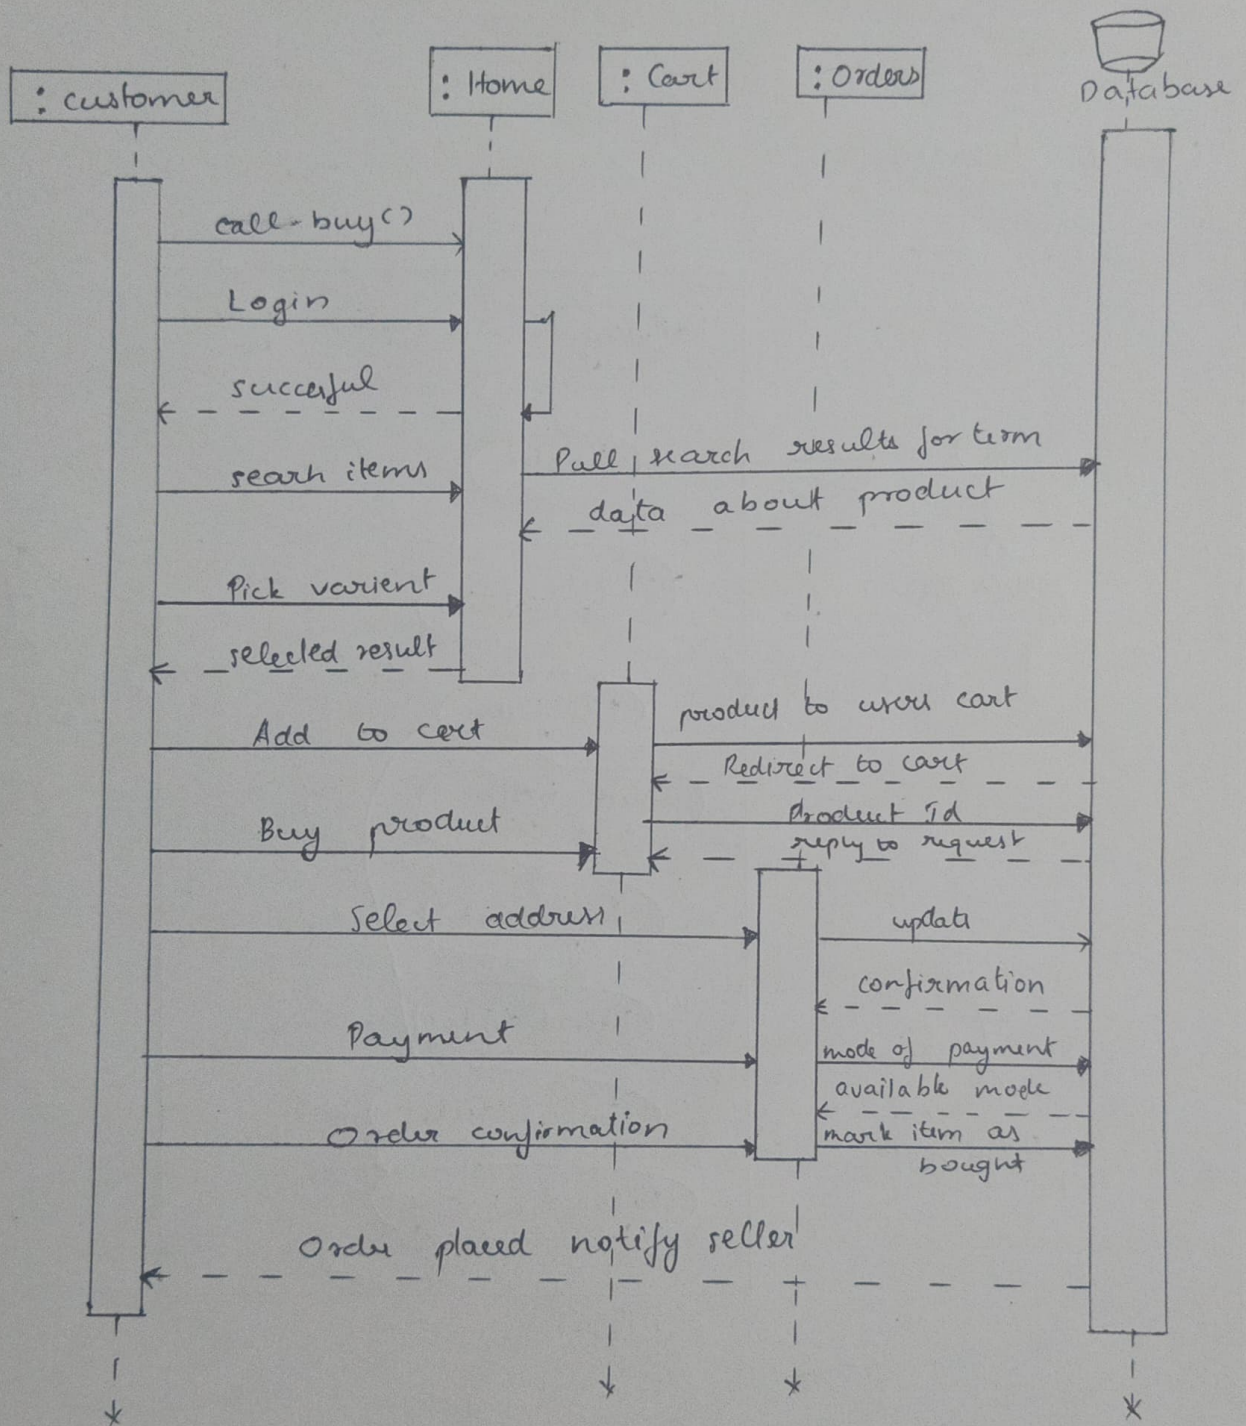 : customer
: Home
: Cart
: Orders
Database
call-buy()
Login
succesful
searh items
Pull search results for term
data about product
Pick varient
selected result
Add to cart
product to users cart
Redirect to cart
Buy product
Product Id
reply to request
Select address
update
confirmation
Payment
mode of payment
available mode
Order confirmation
mark item as
bought
Order placed notify seller